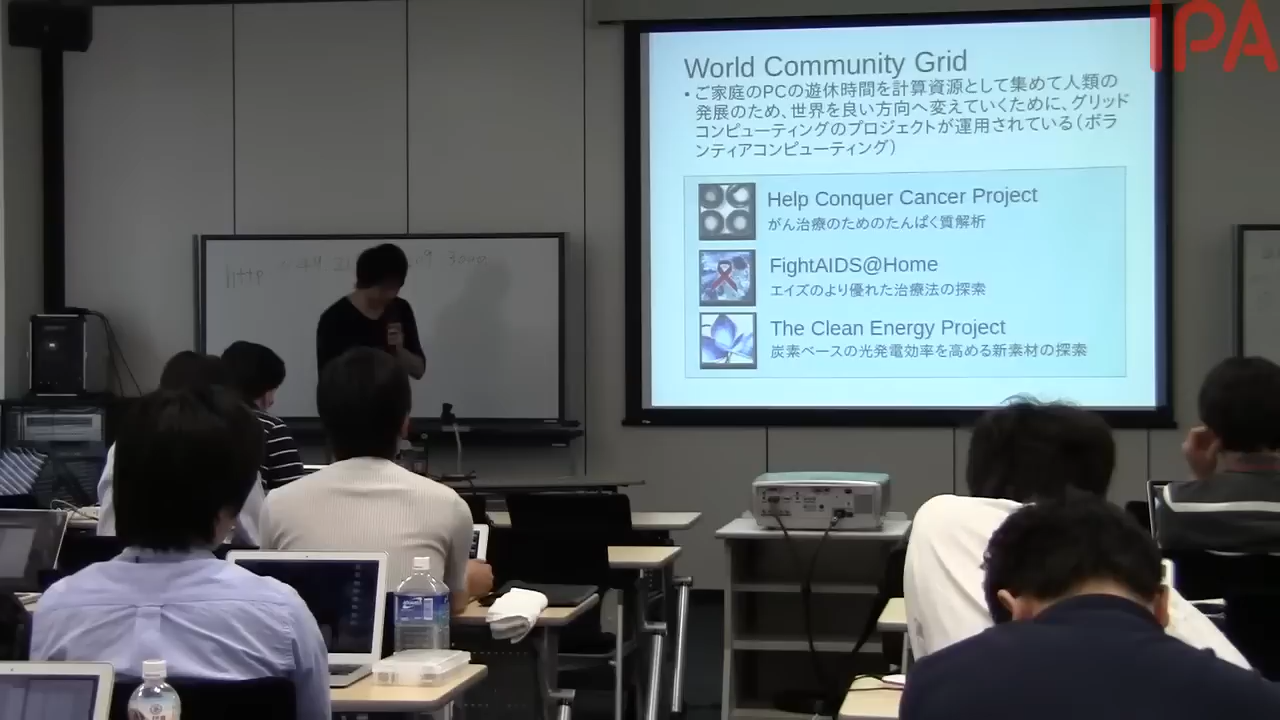 IPA
World Community Grid
• ご家庭のPCの遊休時間を計算資源として集めて人類の
発展のため、世界を良い方向へ変えていくために、グリッド
コンピューティングのプロジェクトが運用されている(ボラ
ンティアコンピューティング)
Help Conquer Cancer Project
がん治療のためのたんぱく質解析
FightAIDS@Home
エイズのより優れた治療法の探索
The Clean Energy Project
炭素ベースの光発電効率を高める新素材の探索
http